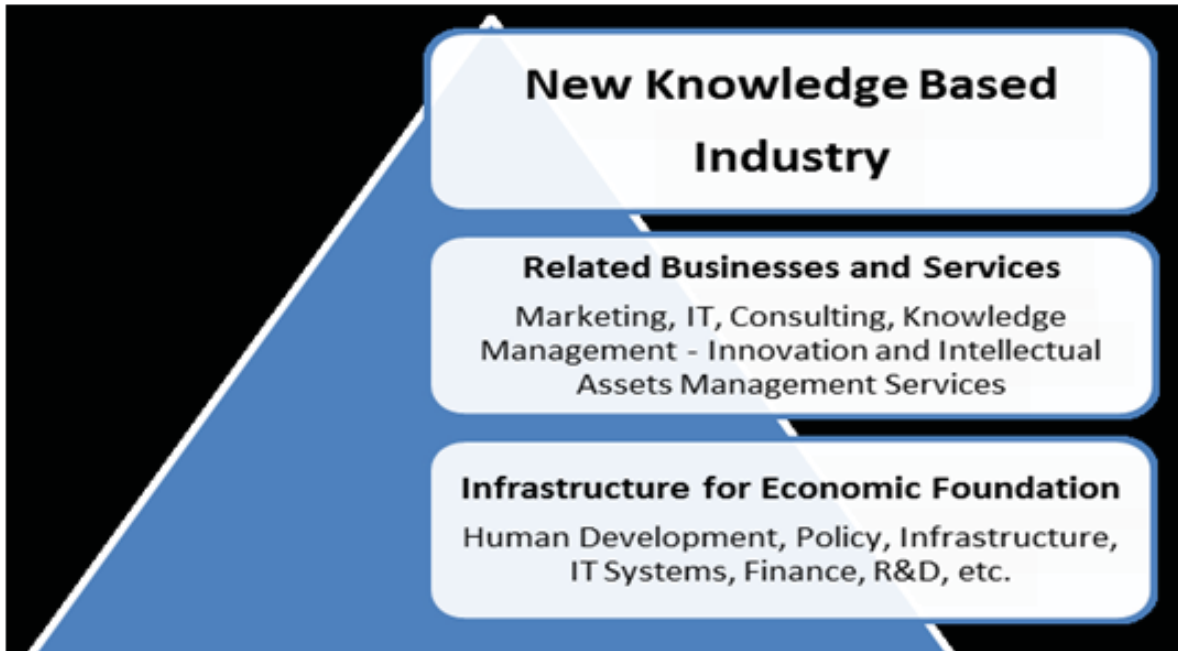 New Knowledge Based
Industry
Related Businesses and Services
Marketing, IT, Consulting, Knowledge
Management - Innovation and Intellectual
Assets Management Services
Infrastructure for Economic Foundation
Human Development, Policy, Infrastructure,
IT Systems, Finance, R&D, etc.